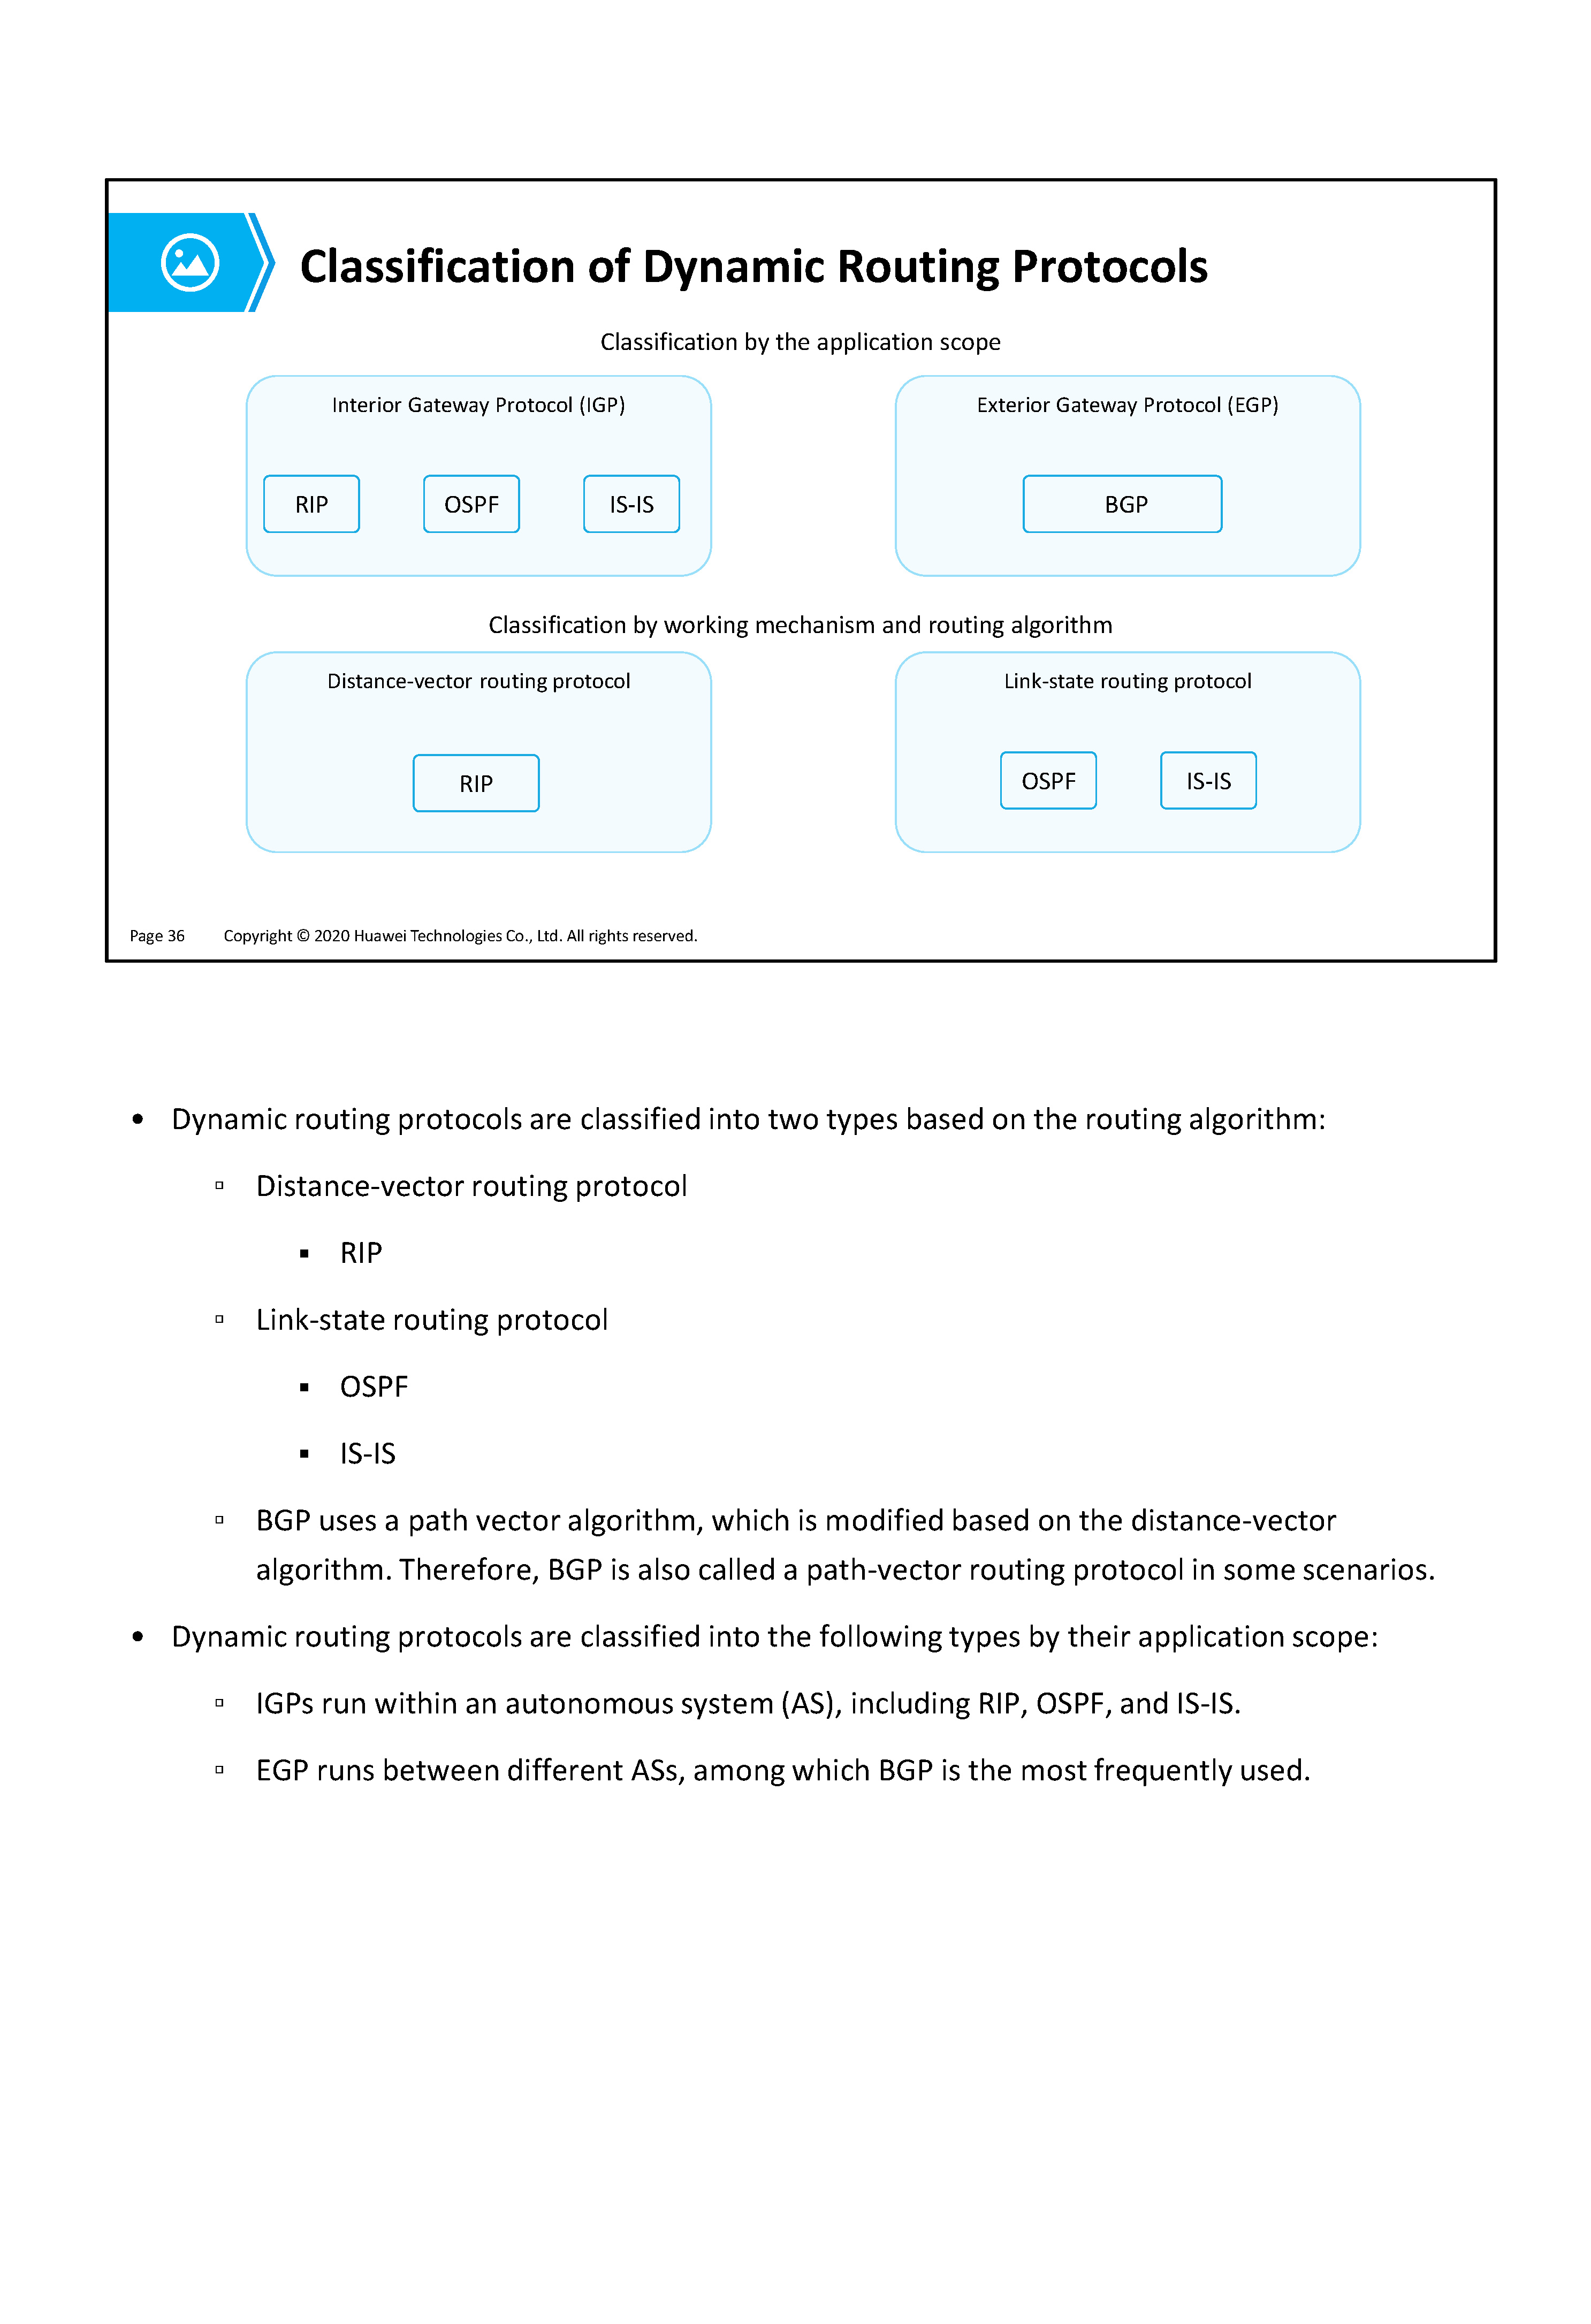 Classification of Dynamic Routing Protocols
Classification by the application scope
Interior Gateway Protocol (IGP)
RIP
OSPF
IS-IS
Exterior Gateway Protocol (EGP)
BGP
Classification by working mechanism and routing algorithm
Distance-vector routing protocol
RIP
Link-state routing protocol
OSPF
IS-IS
Page 36 Copyright © 2020 Huawei Technologies Co., Ltd. All rights reserved.
• Dynamic routing protocols are classified into two types based on the routing algorithm:
▫ Distance-vector routing protocol
▪ RIP
▫ Link-state routing protocol
▪ OSPF
▪ IS-IS
▫ BGP uses a path vector algorithm, which is modified based on the distance-vector
algorithm. Therefore, BGP is also called a path-vector routing protocol in some scenarios.
• Dynamic routing protocols are classified into the following types by their application scope:
▫ IGPs run within an autonomous system (AS), including RIP, OSPF, and IS-IS.
▫ EGP runs between different ASs, among which BGP is the most frequently used.